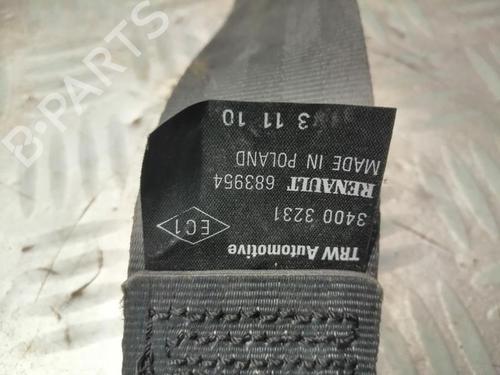 TRW Automotive
EC1
3400 3231
RENAULT 683954
MADE IN POLAND
3 11 10
B-PARTS